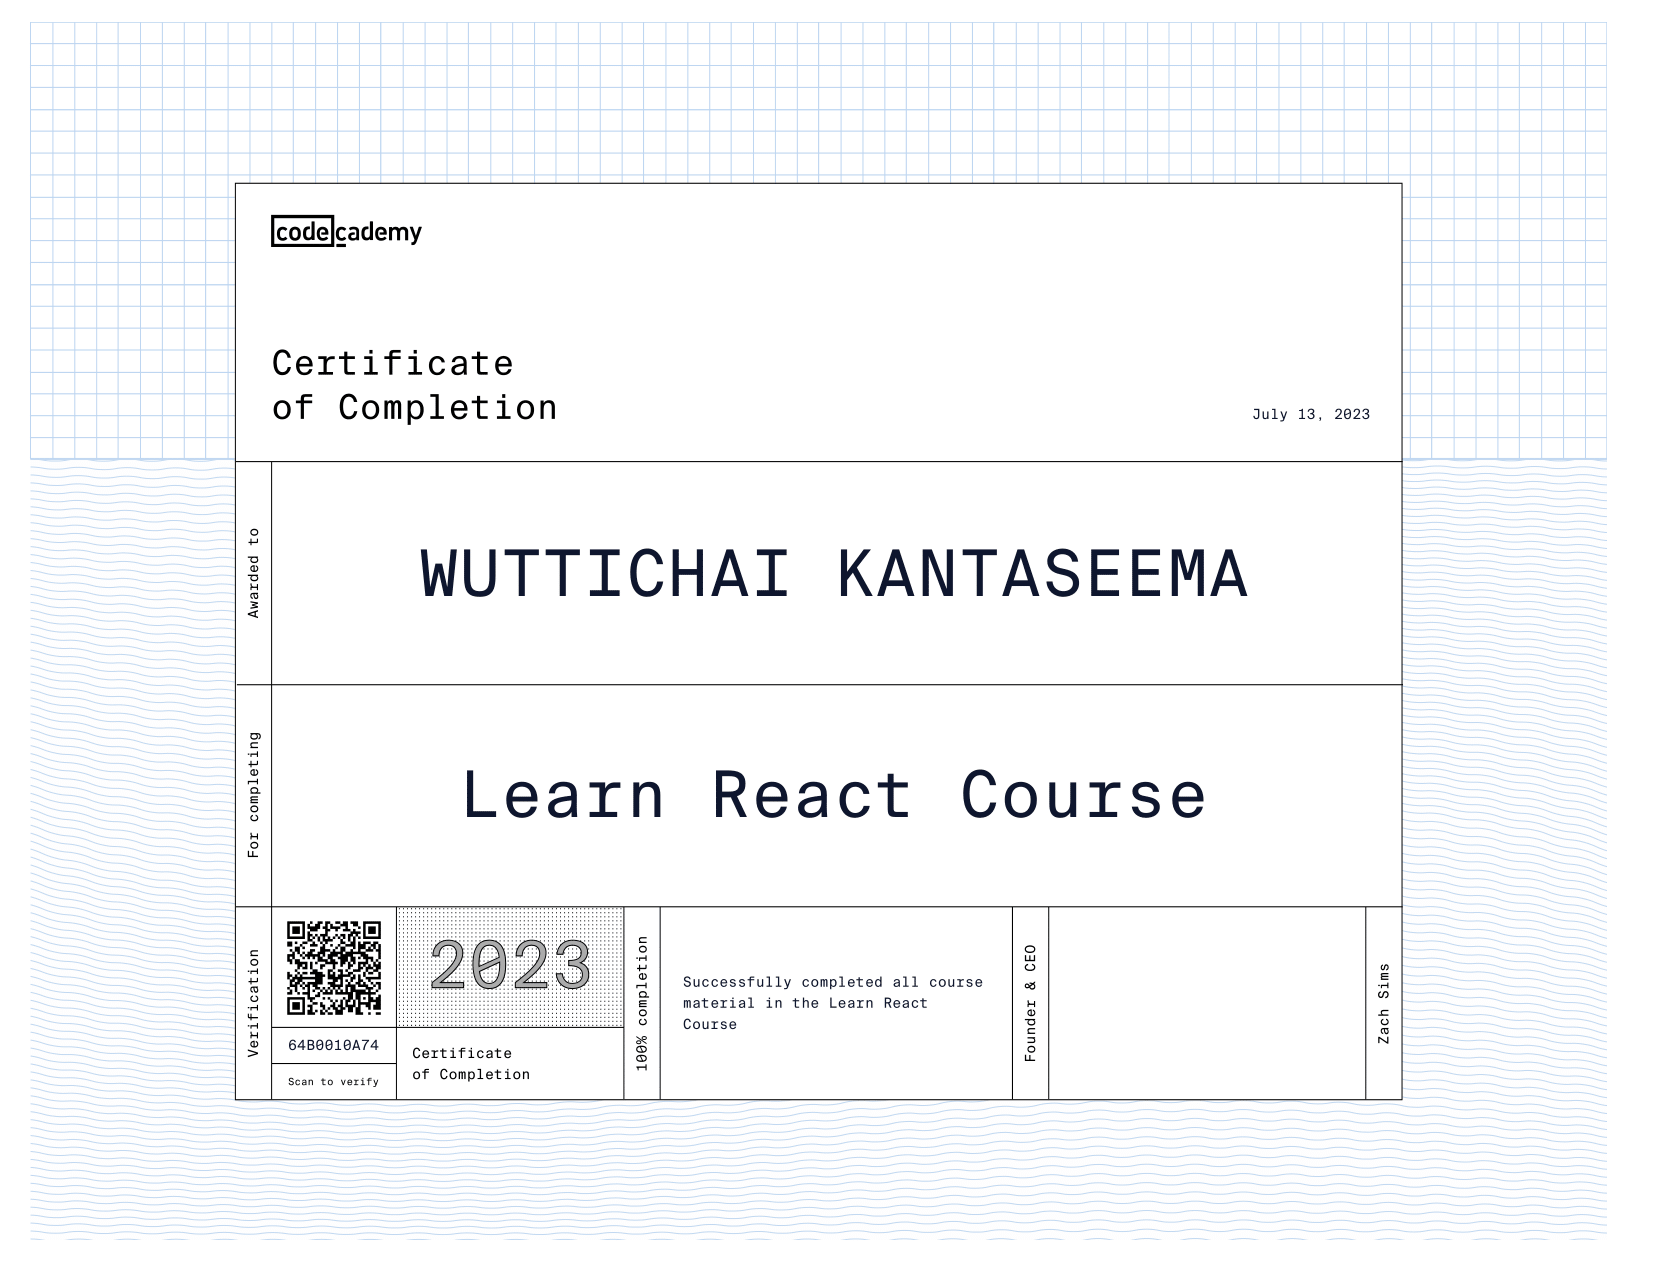 codecademy
Certificate
of Completion
July 13, 2023
Awarded to
WUTTICHAI KANTASEEMA
For completing
Learn React Course
Verification
64B0010A74
Scan to verify
2023
Certificate
of Completion
100% completion
Successfully completed all course
material in the Learn React
Course
Founder & CEO
Zach Sims